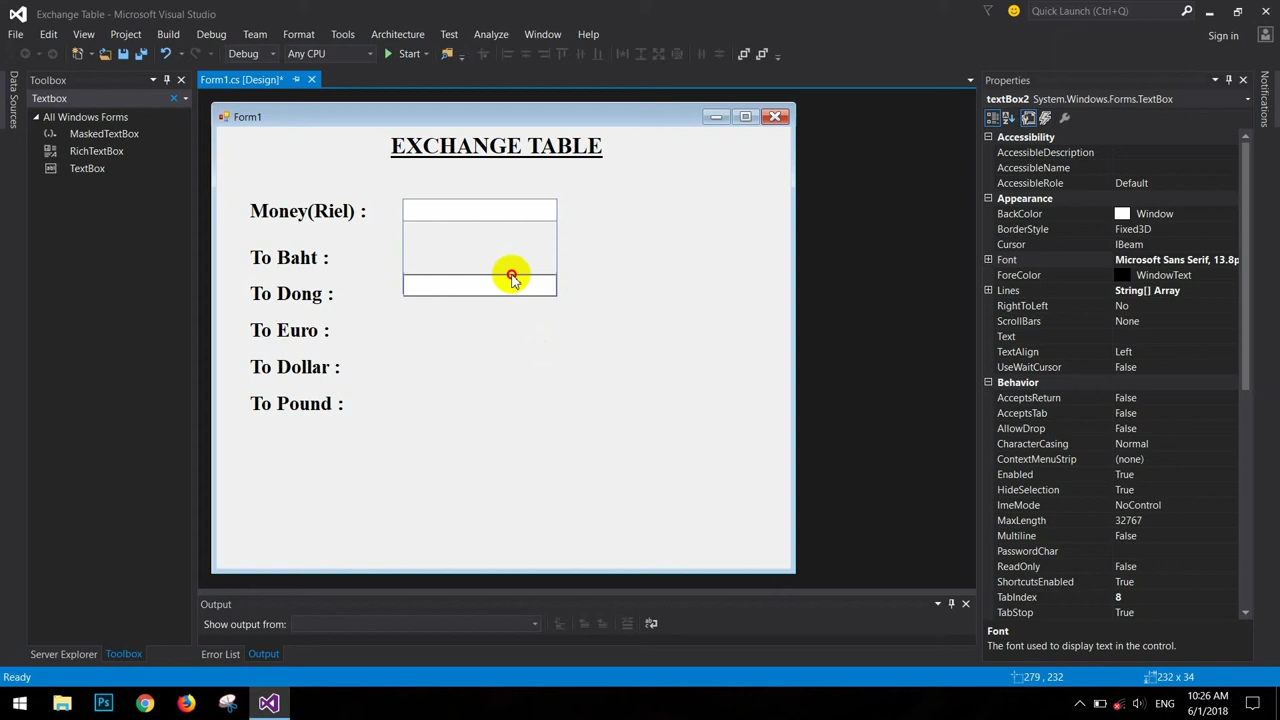 Exchange Table - Microsoft Visual Studio
Quick Launch (Ctrl+Q)
File Edit View Project Build Debug Team Format Tools Architecture Test Analyze Window Help
Sign in
Debug Any CPU Start
Data Sources
Toolbox
Textbox
All Windows Forms
MaskedTextBox
RichTextBox
TextBox
Form1.cs [Design]*
Form1
EXCHANGE TABLE
Money(Riel) :
To Baht :
To Dong :
To Euro :
To Dollar :
To Pound :
Output
Show output from:
Server Explorer Toolbox
Error List Output
Properties
textBox2 System.Windows.Forms.TextBox
Accessibility
AccessibleDescription
AccessibleName
AccessibleRole Default
Appearance
BackColor Window
BorderStyle Fixed3D
Cursor IBeam
Font Microsoft Sans Serif, 13.8p
ForeColor WindowText
Lines String[] Array
RightToLeft No
ScrollBars None
Text
TextAlign Left
UseWaitCursor False
Behavior
AcceptsReturn False
AcceptsTab False
AllowDrop False
CharacterCasing Normal
ContextMenuStrip (none)
Enabled True
HideSelection True
ImeMode NoControl
MaxLength 32767
Multiline False
PasswordChar
ReadOnly False
ShortcutsEnabled True
TabIndex 8
TabStop True
Font
The font used to display text in the control.
Notifications
Ready
279 , 232
232 x 34
Ps
ENG
10:26 AM
6/1/2018